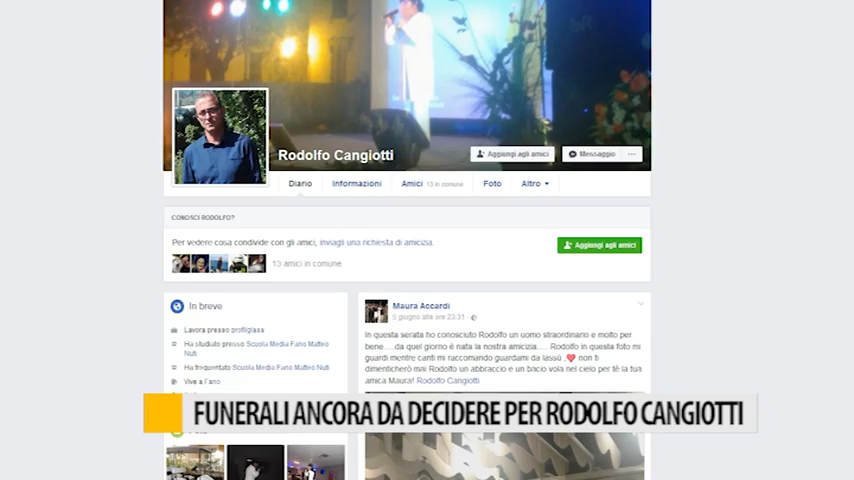 Rodolfo Cangiotti
Aggiungi agli amici
Messaggio ...
Diario Informazioni Amici 13 in comune Foto Altro
CONOSCI RODOLFO?
Per vedere cosa condivide con gli amici, inviagli una richiesta di amicizia.
Aggiungi agli amici
13 amici in comune
In breve
Lavora presso profilglass
Ha studiato presso Scuola Media Fano Matteo
Nuti
Ha frequentato Scuola Media Fano Matteo Nuti
Vive a Fano
Maura Accardi
5 giugno alle ore 23:31
In questa serata ho conosciuto Rodolfo un uomo straordinario e molto per
bene.....da quel giorno è nata la nostra amicizia..... Rodolfo in questa foto mi
guardi mentre canti mi raccomando guardami da lassù ,❤ non ti
dimenticherò mai Rodolfo un abbraccio e un bacio vola nel cielo per tè la tua
amica Maura! Rodolfo Cangiotti
FUNERALI ANCORA DA DECIDERE PER RODOLFO CANGIOTTI